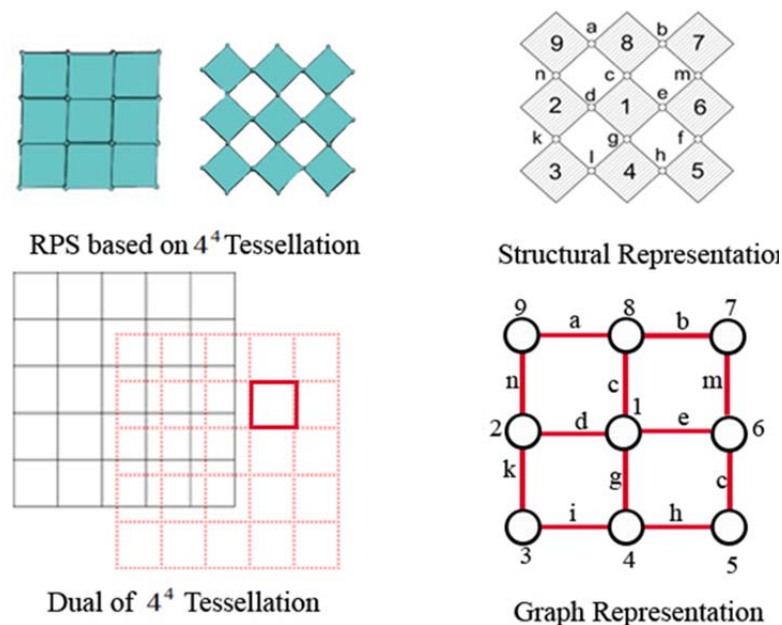 a b
9 8 7
n c m
2 d 1 e 6
k g f
3 l 4 h 5
RPS based on 4⁴ Tessellation
Structural Representation
9 8 7
a b
n c m
2 d 1 e 6
k g c
i h
3 4 5
Dual of 4⁴ Tessellation
Graph Representation